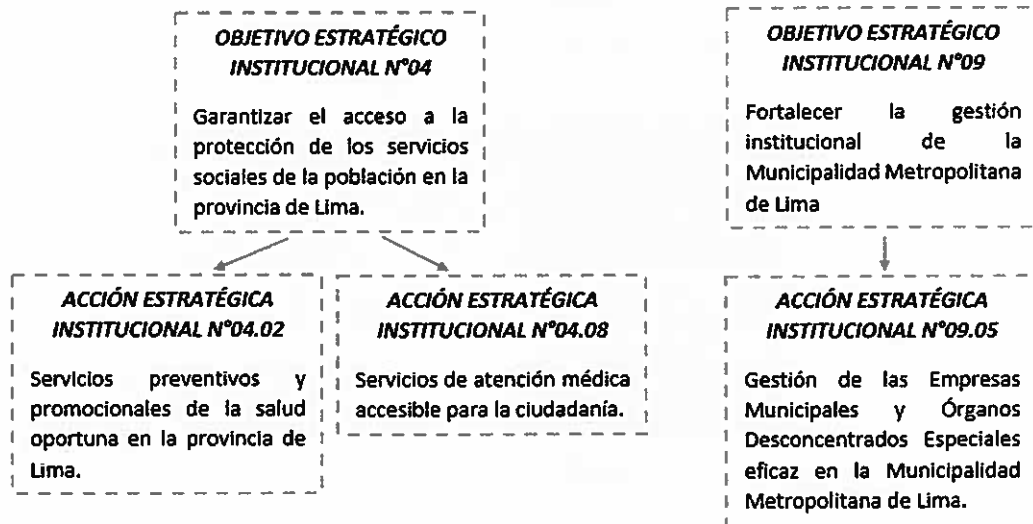 OBJETIVO ESTRATÉGICO
INSTITUCIONAL N°04
Garantizar el acceso a la
protección de los servicios
sociales de la población en la
provincia de Lima.
OBJETIVO ESTRATÉGICO
INSTITUCIONAL N°09
Fortalecer la gestión
institucional de la
Municipalidad Metropolitana
de Lima
ACCIÓN ESTRATÉGICA
INSTITUCIONAL N°04.02
Servicios preventivos y
promocionales de la salud
oportuna en la provincia de
Lima.
ACCIÓN ESTRATÉGICA
INSTITUCIONAL N°04.08
Servicios de atención médica
accesible para la ciudadanía.
ACCIÓN ESTRATÉGICA
INSTITUCIONAL N°09.05
Gestión de las Empresas
Municipales y Órganos
Desconcentrados Especiales
eficaz en la Municipalidad
Metropolitana de Lima.